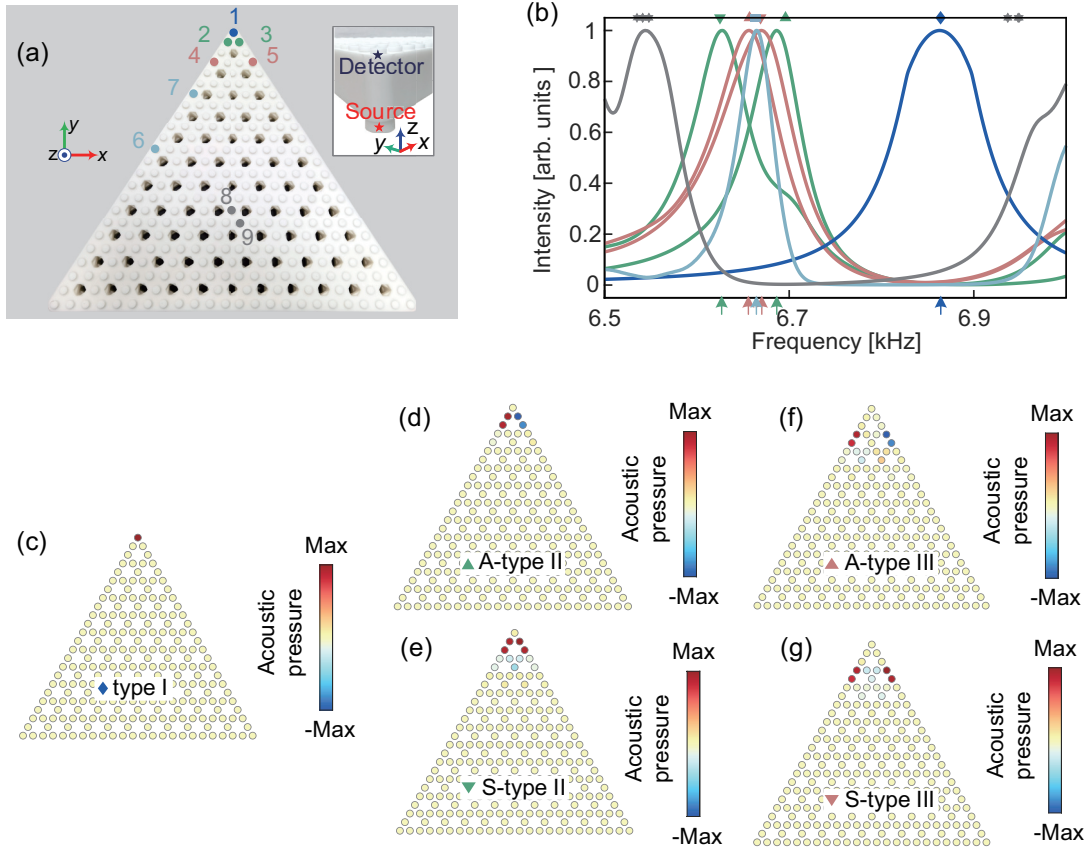 (a)
1
2
3
4
5
7
6
8
9
y
z
x
Detector
Source
z
y
x
(b)
Intensity [arb. units]
1
0.8
0.6
0.4
0.2
0
6.5
6.7
6.9
Frequency [kHz]
(c)
type I
Max
Acoustic
pressure
-Max
(d)
A-type II
Max
Acoustic
pressure
-Max
(e)
S-type II
Max
Acoustic
pressure
-Max
(f)
A-type III
Max
Acoustic
pressure
-Max
(g)
S-type III
Max
Acoustic
pressure
-Max